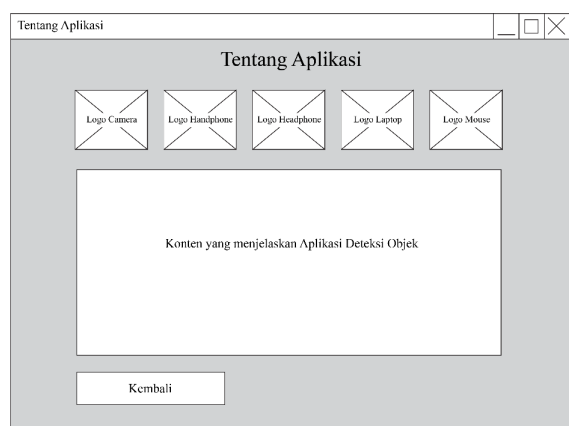 Tentang Aplikasi
Tentang Aplikasi
Logo Camera
Logo Handphone
Logo Headphone
Logo Laptop
Logo Mouse
Konten yang menjelaskan Aplikasi Deteksi Objek
Kembali